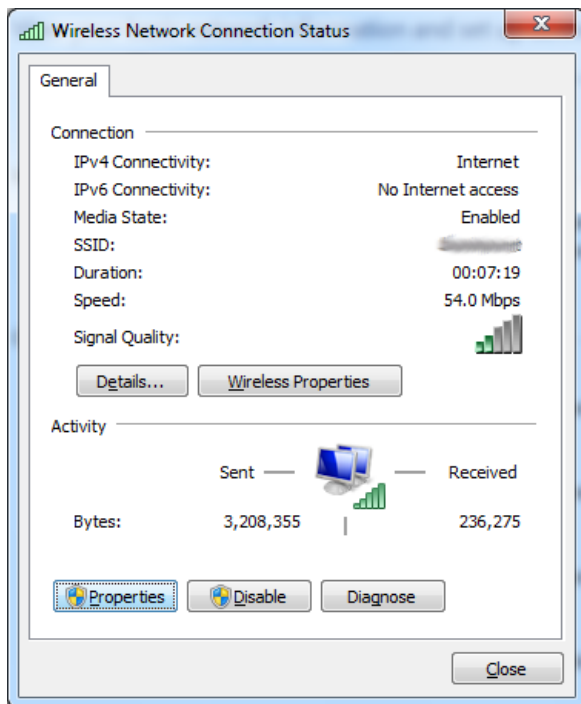 Wireless Network Connection Status
General
Connection
IPv4 Connectivity: Internet
IPv6 Connectivity: No Internet access
Media State: Enabled
SSID:
Duration: 00:07:19
Speed: 54.0 Mbps
Signal Quality:
Details... Wireless Properties
Activity
Sent Received
Bytes: 3,208,355 236,275
Properties Disable Diagnose
Close